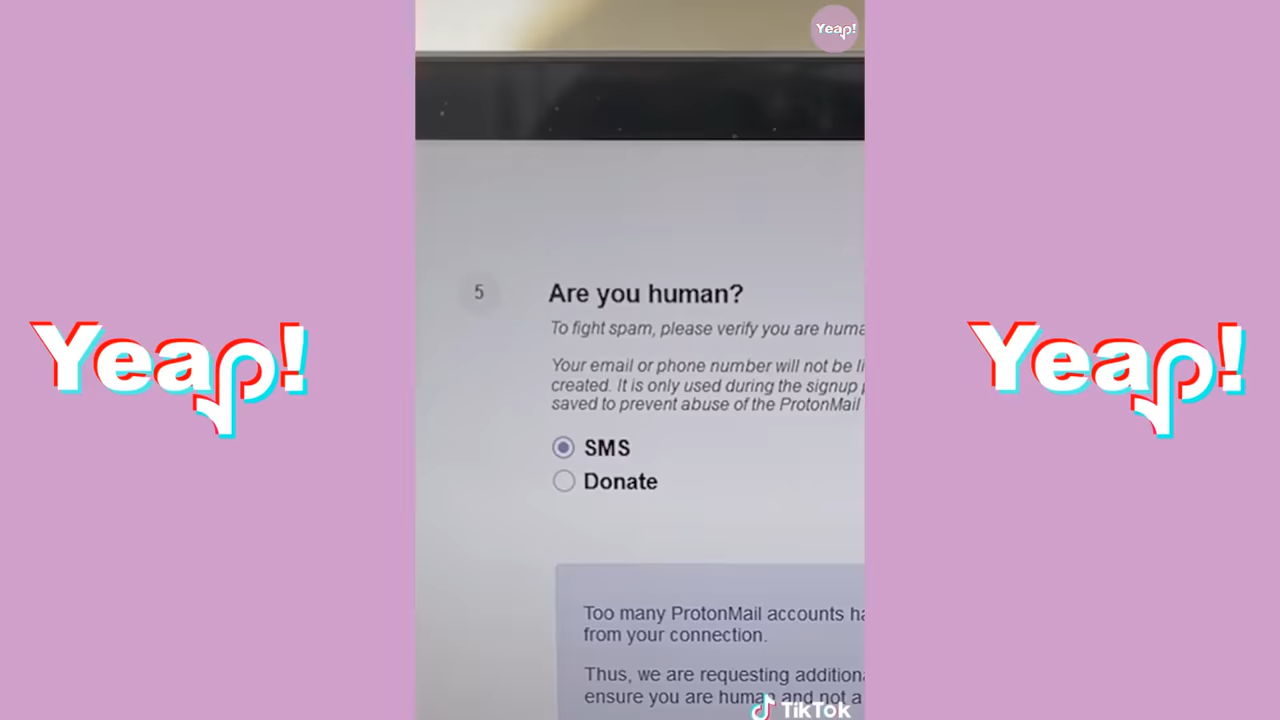 Yeap!
5
Are you human?
To fight spam, please verify you are huma
Your email or phone number will not be li
created. It is only used during the signup
saved to prevent abuse of the ProtonMail
SMS
Donate
Yeap!
Yeap!
Too many ProtonMail accounts ha
from your connection.
Thus, we are requesting additiona
ensure you are human and not a
TikTok